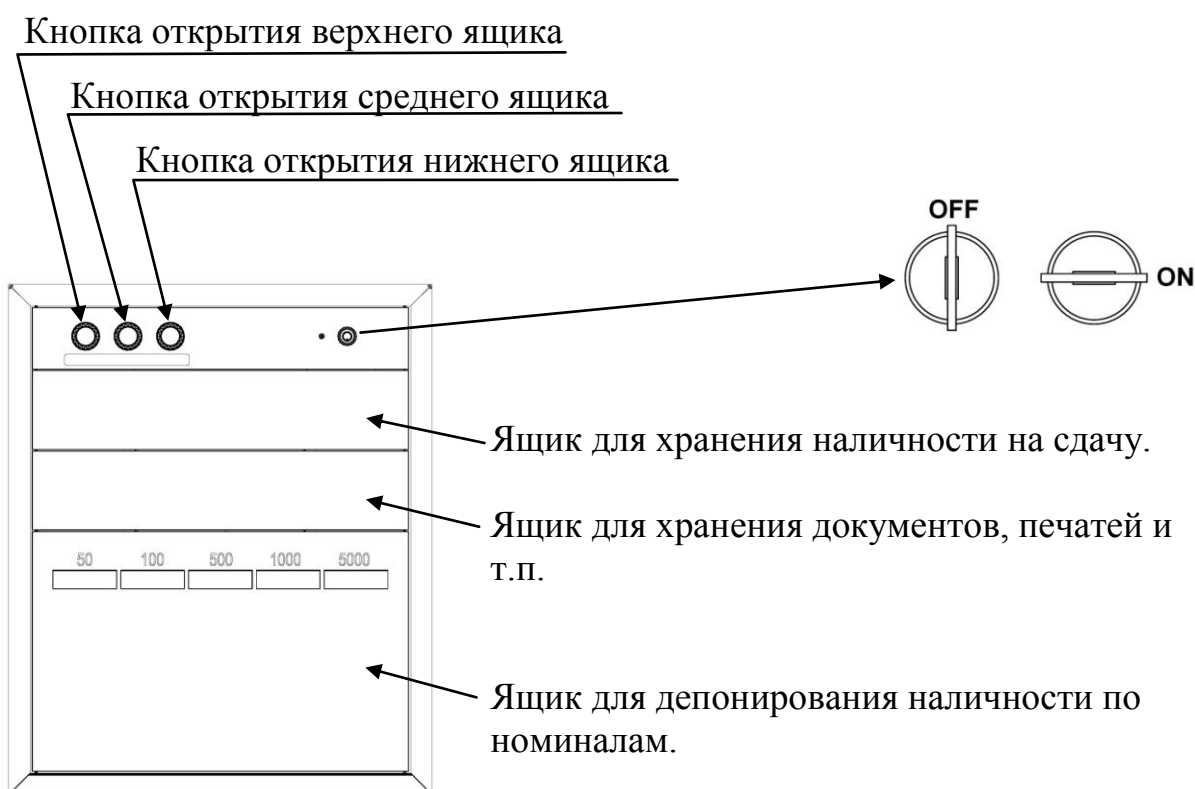 Кнопка открытия верхнего ящика
Кнопка открытия среднего ящика
Кнопка открытия нижнего ящика
OFF
ON
Ящик для хранения наличности на сдачу.
Ящик для хранения документов, печатей и
т.п.
50 100 500 1000 5000
Ящик для депонирования наличности по
номиналам.